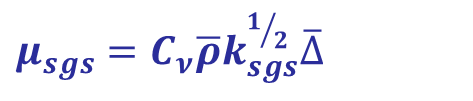 μ_sgs = C_ν ρ̅ k_sgs^1/2 Δ̅